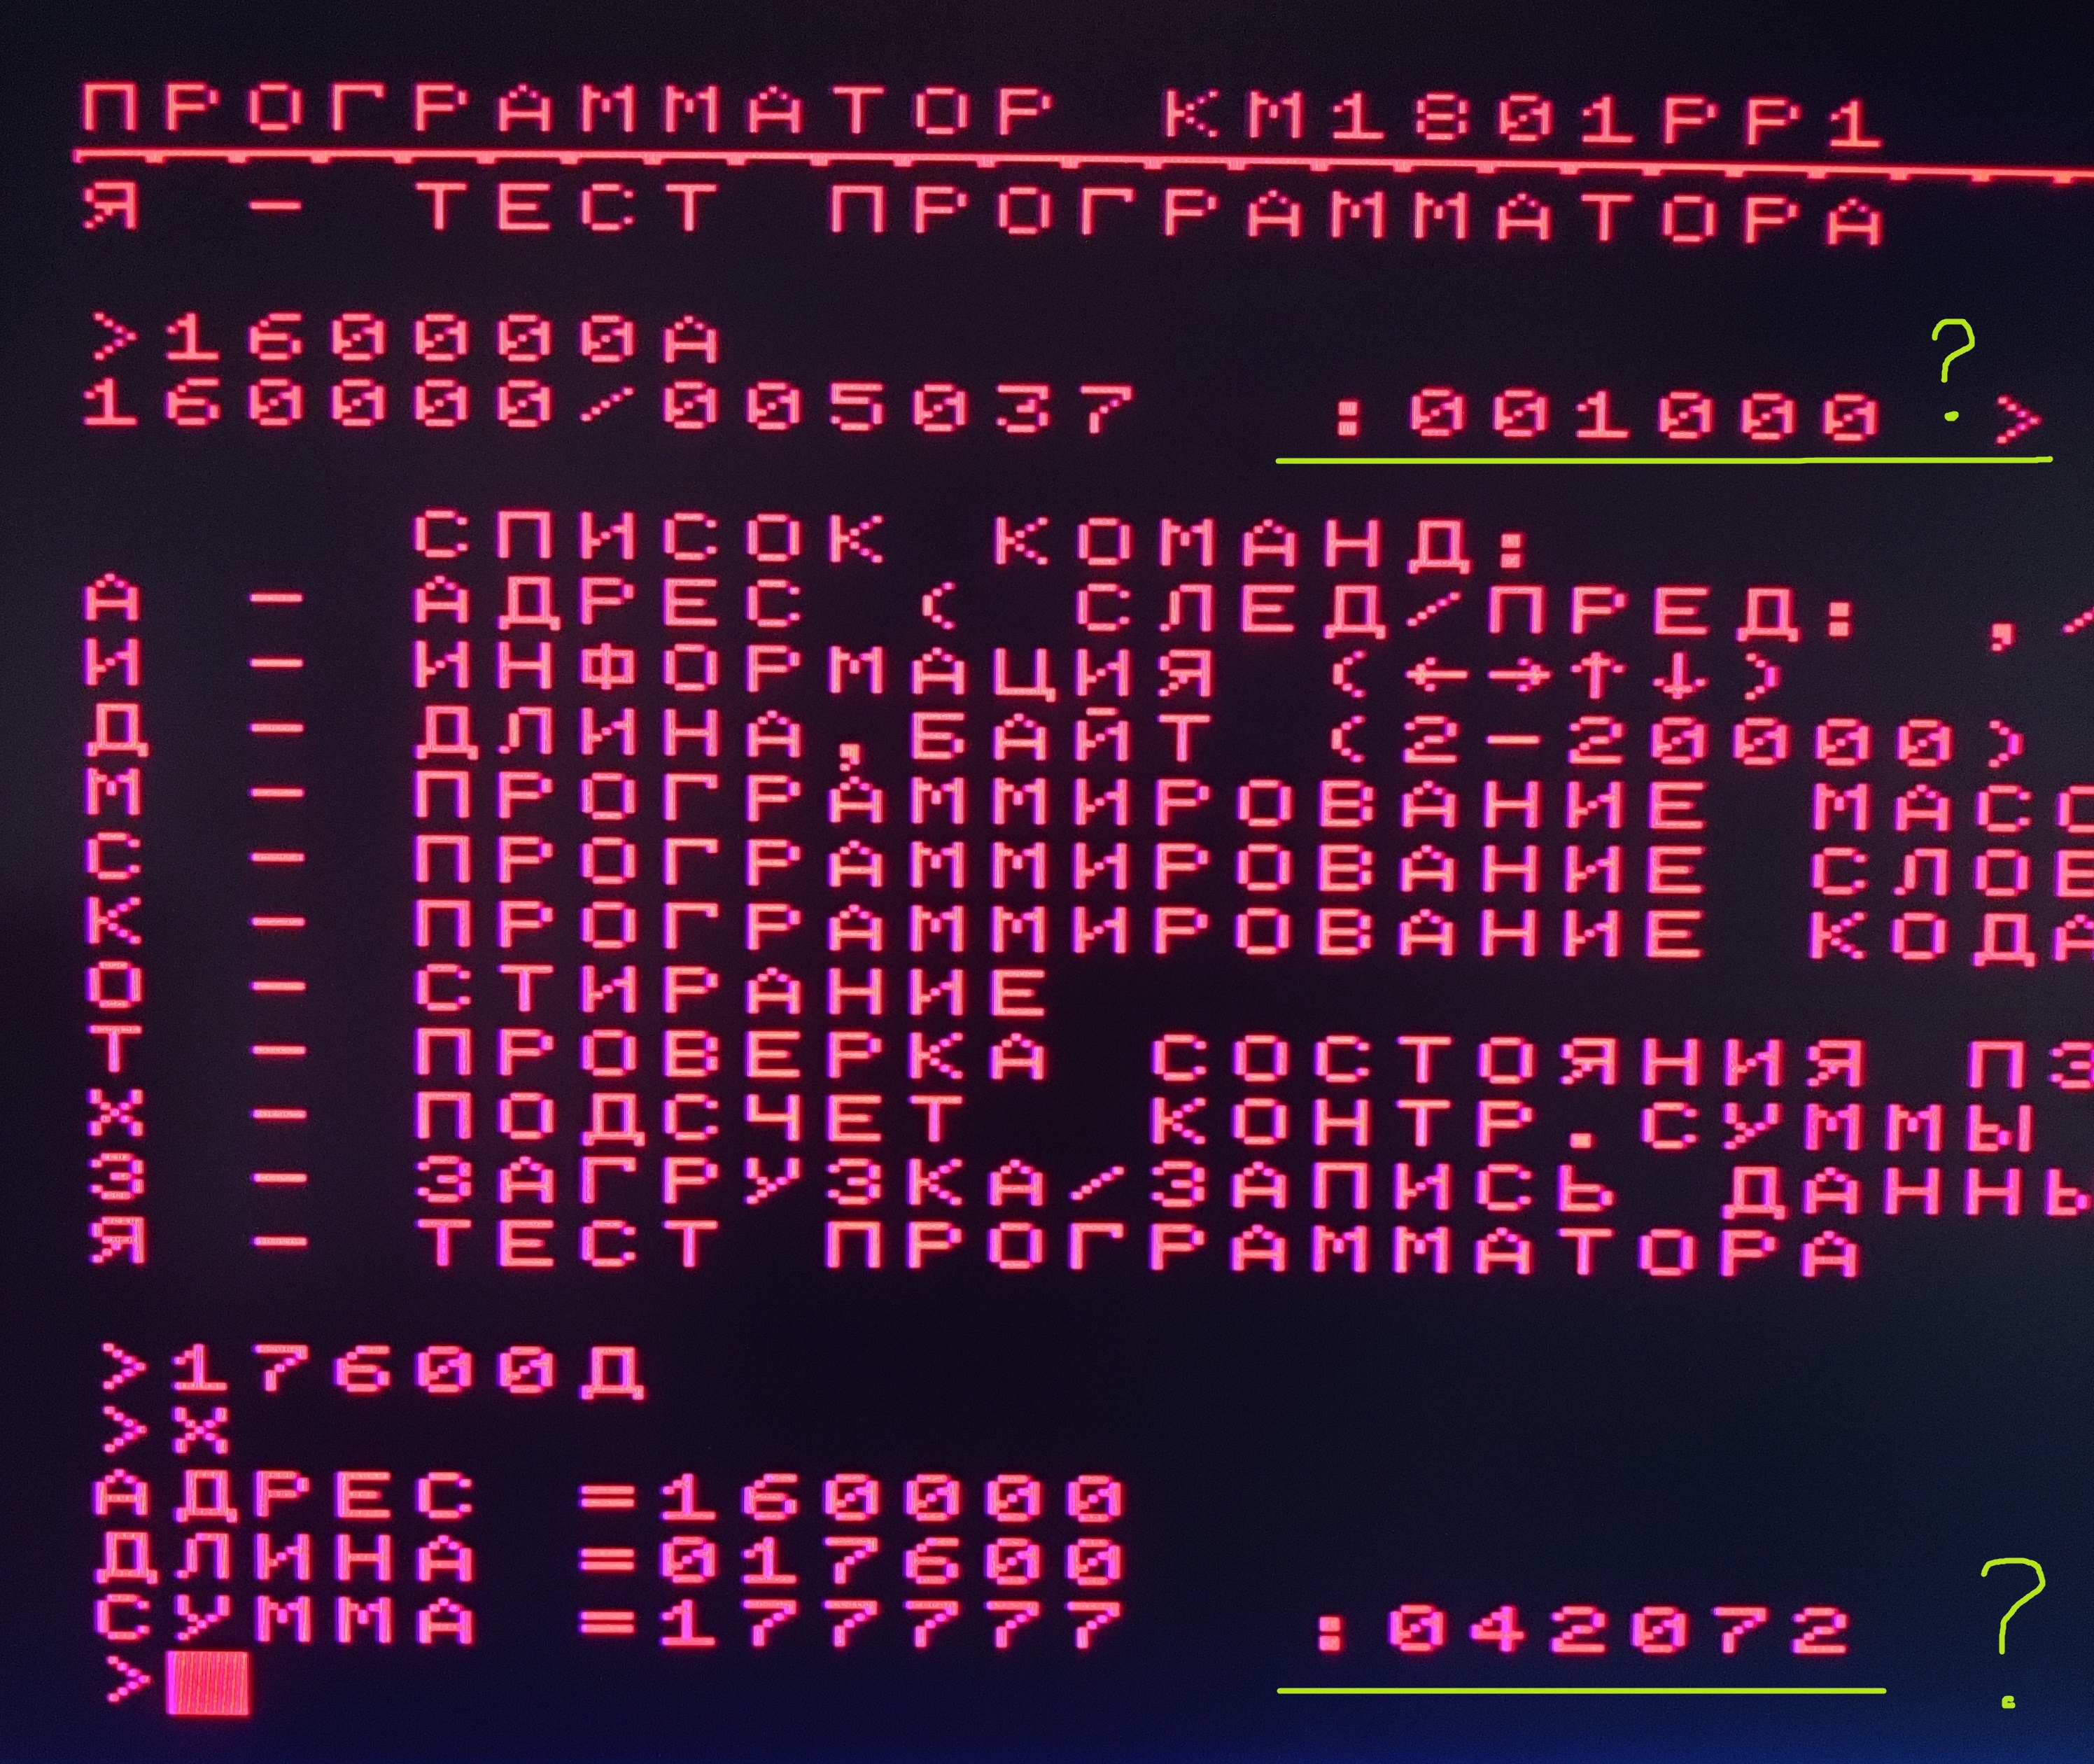 ПРОГРАММАТОР КМ1801РР1
Я - ТЕСТ ПРОГРАММАТОРА
>160000А
160000/005037 :001000 ? >
СПИСОК КОМАНД:
А - АДРЕС ( СЛЕД/ПРЕД: ,/
И - ИНФОРМАЦИЯ (←→↑↓)
Д - ДЛИНА,БАЙТ (2-20000)
М - ПРОГРАММИРОВАНИЕ МАСС
С - ПРОГРАММИРОВАНИЕ СЛОВ
К - ПРОГРАММИРОВАНИЕ КОДА
О - СТИРАНИЕ
Т - ПРОВЕРКА СОСТОЯНИЯ ПЗ
Х - ПОДСЧЕТ КОНТР.СУММЫ
З - ЗАГРУЗКА/ЗАПИСЬ ДАННЫ
Я - ТЕСТ ПРОГРАММАТОРА
>17600Д
>Х
АДРЕС =160000
ДЛИНА =017600
СУММА =177777 :042072 ?
>